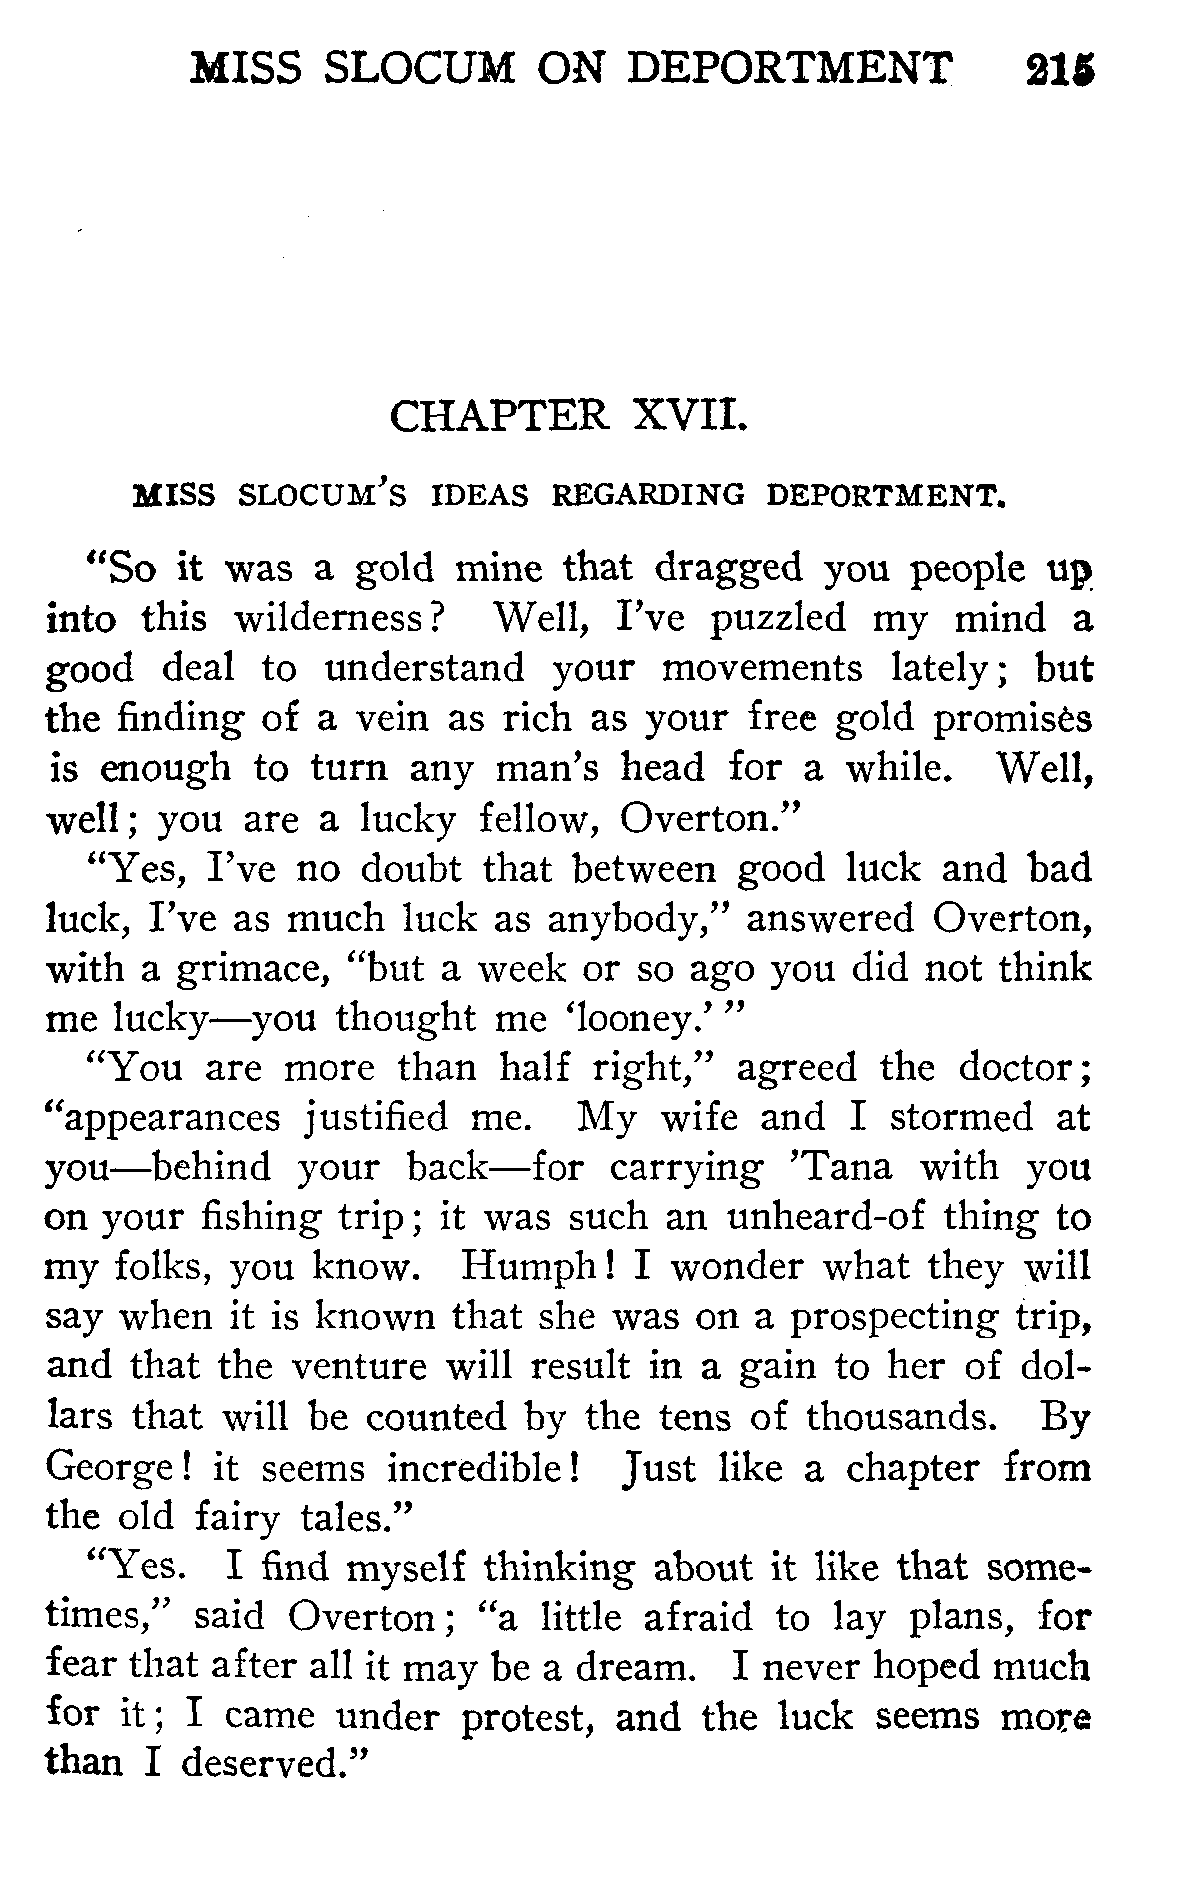 MISS SLOCUM ON DEPORTMENT 215
CHAPTER XVII.
MISS SLOCUM'S IDEAS REGARDING DEPORTMENT.
“So it was a gold mine that dragged you people up
into this wilderness? Well, I’ve puzzled my mind a
good deal to understand your movements lately; but
the finding of a vein as rich as your free gold promises
is enough to turn any man’s head for a while. Well,
well; you are a lucky fellow, Overton.”
“Yes, I’ve no doubt that between good luck and bad
luck, I’ve as much luck as anybody,” answered Overton,
with a grimace, “but a week or so ago you did not think
me lucky—you thought me ‘looney.’”
“You are more than half right,” agreed the doctor;
“appearances justified me. My wife and I stormed at
you—behind your back—for carrying ’Tana with you
on your fishing trip; it was such an unheard-of thing to
my folks, you know. Humph! I wonder what they will
say when it is known that she was on a prospecting trip,
and that the venture will result in a gain to her of dol-
lars that will be counted by the tens of thousands. By
George! it seems incredible! Just like a chapter from
the old fairy tales.”
“Yes. I find myself thinking about it like that some-
times,” said Overton; “a little afraid to lay plans, for
fear that after all it may be a dream. I never hoped much
for it; I came under protest, and the luck seems more
than I deserved.”